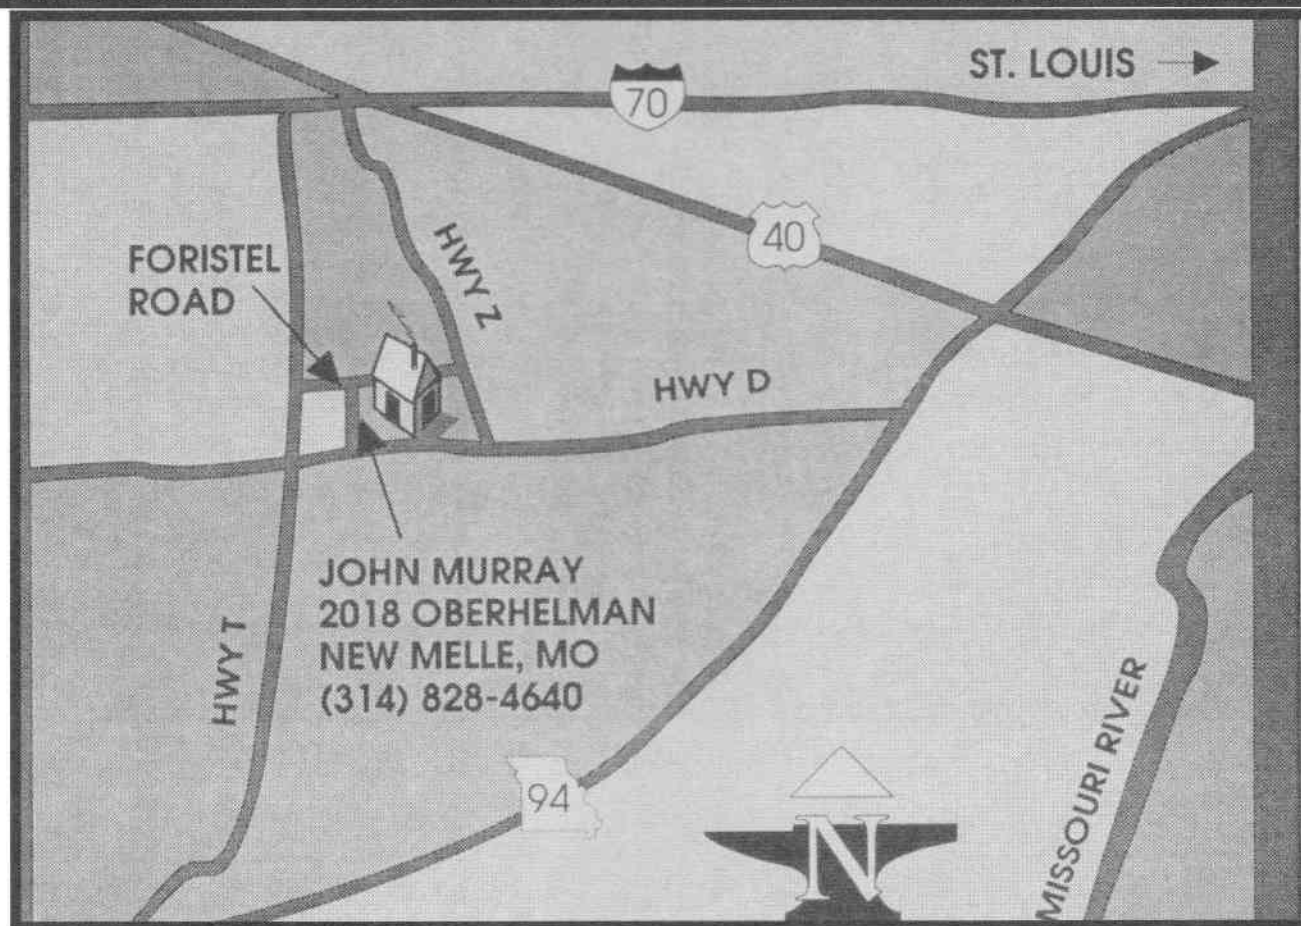 ST. LOUIS
70
40
HWY Z
FORISTEL
ROAD
HWY D
JOHN MURRAY
2018 OBERHELMAN
NEW MELLE, MO
(314) 828-4640
HWY T
94
N
MISSOURI RIVER